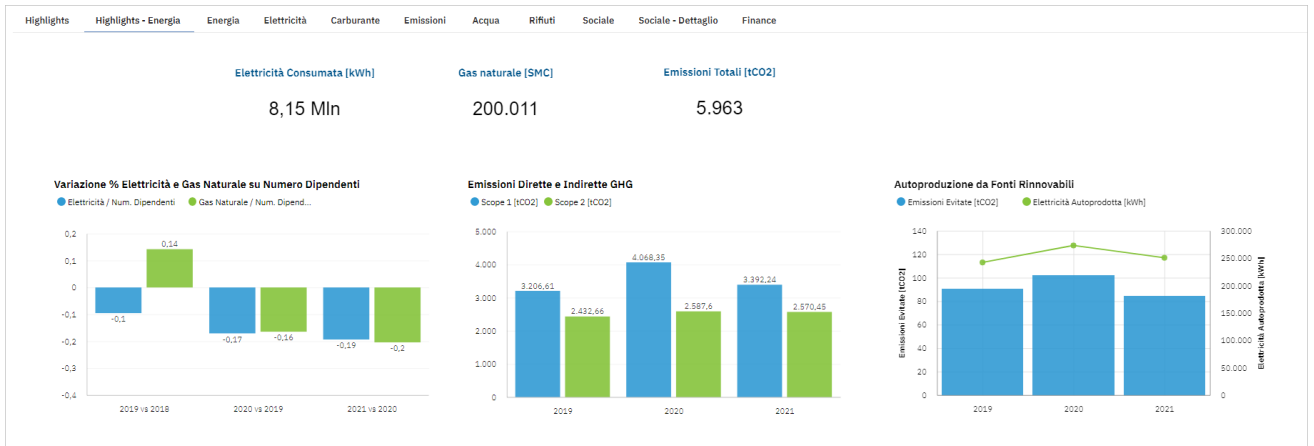 Highlights Highlights - Energia Energia Elettricità Carburante Emissioni Acqua Rifiuti Sociale Sociale - Dettaglio Finance
Elettricità Consumata [kWh] Gas naturale [SMC] Emissioni Totali [tCO2]
8,15 Mln 200.011 5.963
Variazione % Elettricità e Gas Naturale su Numero Dipendenti
Elettricità / Num. Dipendenti Gas Naturale / Num. Dipend...
0,2
0,1
0
-0,1
-0,2
-0,3
-0,4
0,14
-0,1
-0,17
-0,16
-0,19
-0,2
2019 vs 2018 2020 vs 2019 2021 vs 2020
Emissioni Dirette e Indirette GHG
Scope 1 [tCO2] Scope 2 [tCO2]
5.000
4.000
3.000
2.000
1.000
0
3.206,61
2.432,66
4.068,35
2.587,6
3.392,24
2.570,45
2019 2020 2021
Autoproduzione da Fonti Rinnovabili
Emissioni Evitate [tCO2] Elettricità Autoprodotta [kWh]
Emissioni Evitate [tCO2]
140
120
100
80
60
40
20
0
300.000
250.000
200.000
150.000
100.000
50.000
0
Elettricità Autoprodotta [kWh]
2019 2020 2021